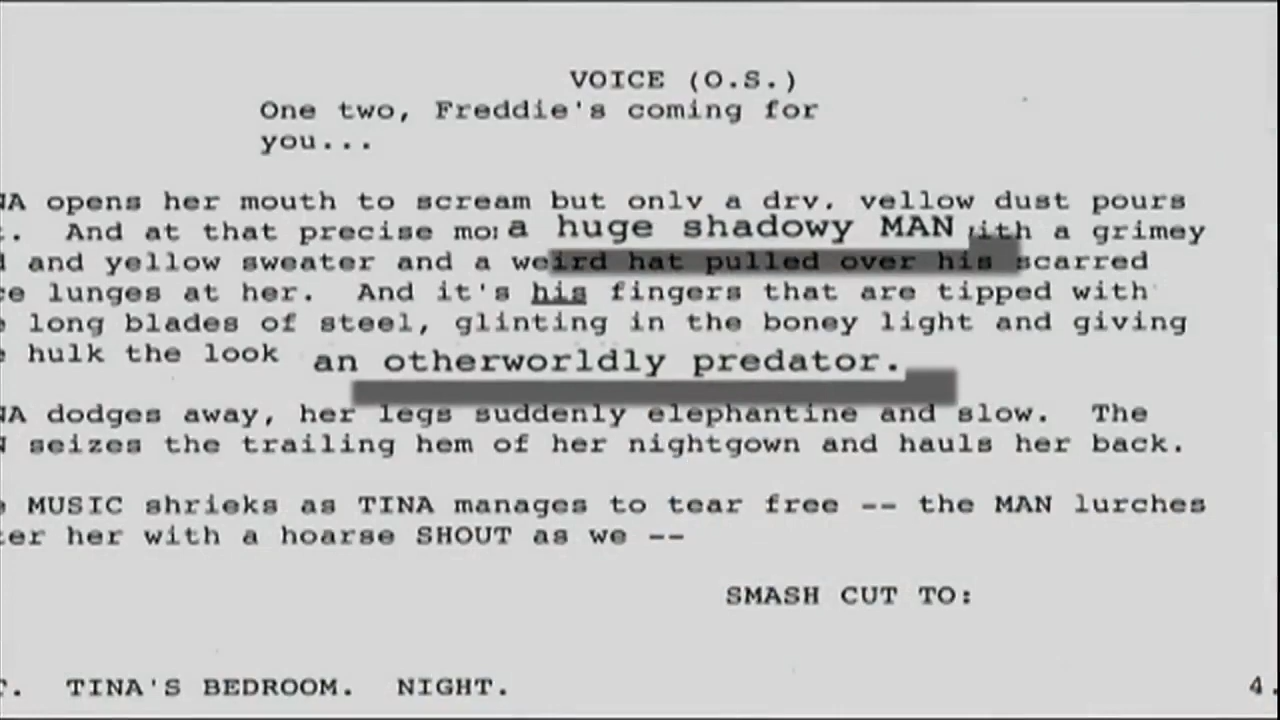 VOICE (O.S.)
One two, Freddie's coming for
you...
opens her mouth to scream but only a dry, yellow dust pours
And at that precise a huge shadowy MAN with a grimey
and yellow sweater and a weird hat pulled over his scarred
lunges at her. And it's his fingers that are tipped with
long blades of steel, glinting in the boney light and giving
hulk the look an otherworldly predator.
dodges away, her legs suddenly elephantine and slow. The
seizes the trailing hem of her nightgown and hauls her back.
MUSIC shrieks as TINA manages to tear free -- the MAN lurches
her with a hoarse SHOUT as we --
SMASH CUT TO:
TINA'S BEDROOM. NIGHT. 4.